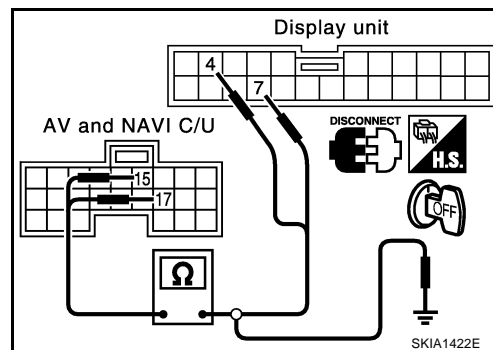 Display unit
4
7
DISCONNECT
H.S.
AV and NAVI C/U
15
17
OFF
Ω
SKIA1422E